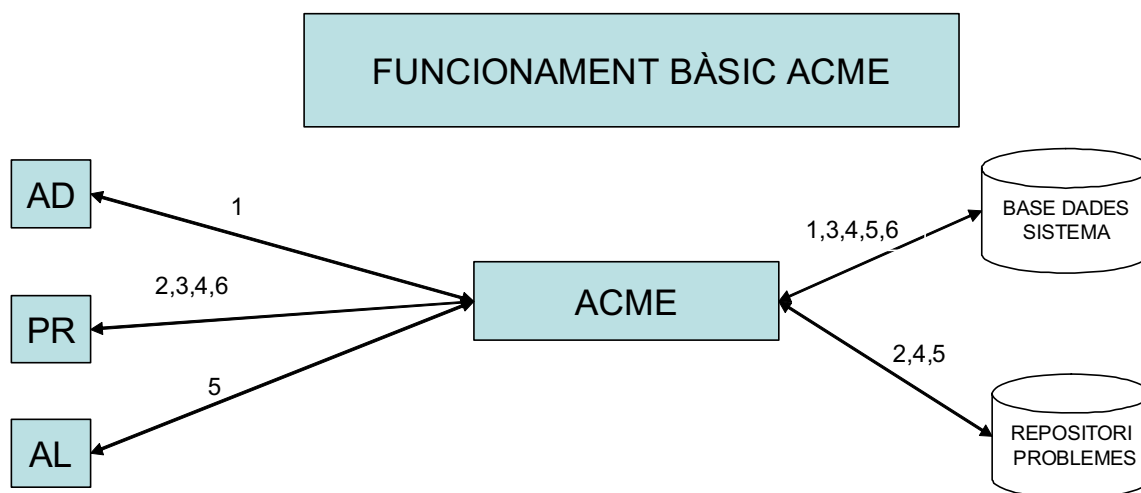 FUNCIONAMENT BÀSIC ACME
AD
1
1,3,4,5,6
BASE DADES
SISTEMA
2,3,4,6
PR
ACME
5
2,4,5
AL
REPOSITORI
PROBLEMES